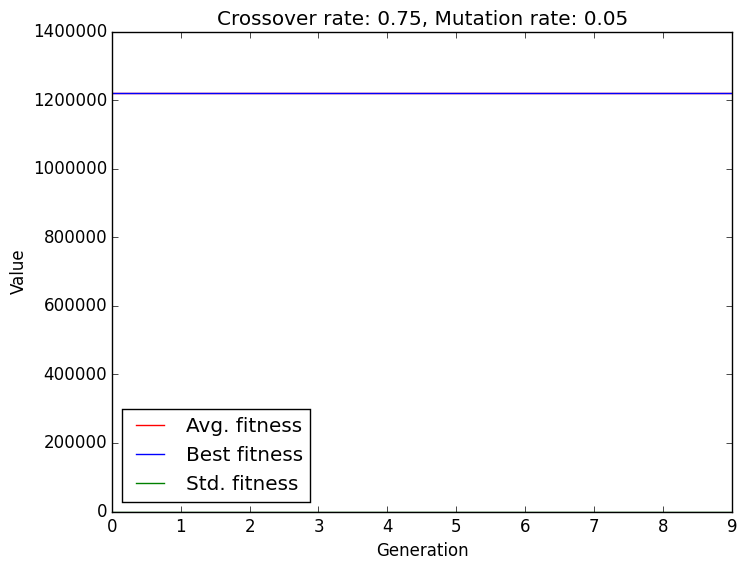 Crossover rate: 0.75, Mutation rate: 0.05
1400000
1200000
1000000
800000
600000
400000
200000
0
Value
Avg. fitness
Best fitness
Std. fitness
0 1 2 3 4 5 6 7 8 9
Generation